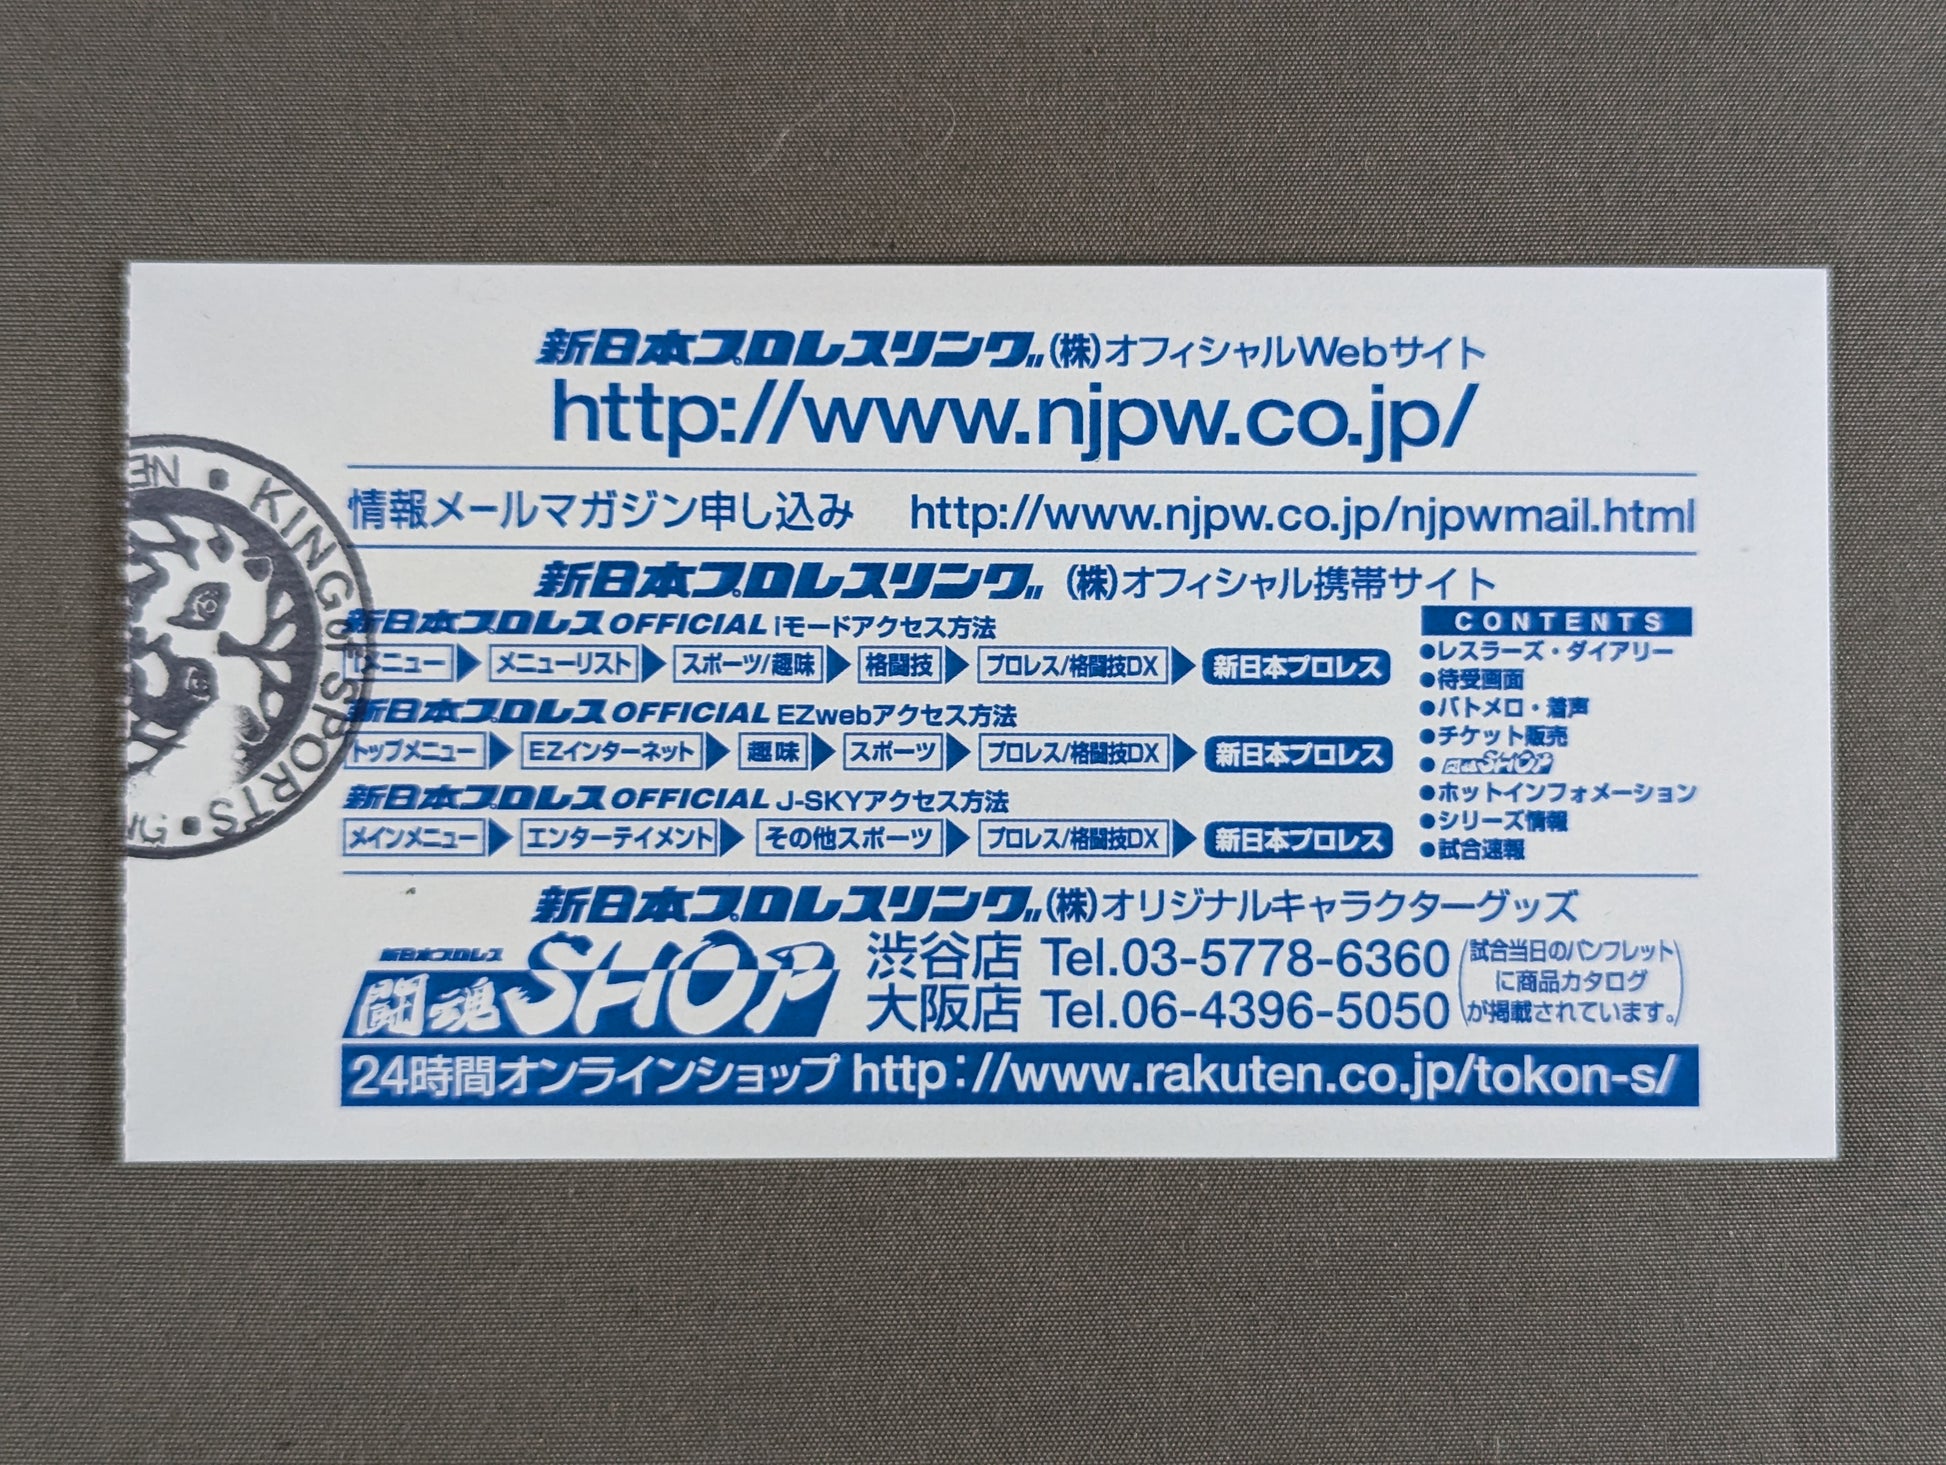 新日本プロレスリング(株)オフィシャルWebサイト
http://www.njpw.co.jp/
情報メールマガジン申し込み http://www.njpw.co.jp/njpwmail.html
新日本プロレスリング(株)オフィシャル携帯サイト
新日本プロレスOFFICIAL iモードアクセス方法
iメニュー メニューリスト スポーツ/趣味 格闘技 プロレス/格闘技DX 新日本プロレス
新日本プロレスOFFICIAL EZwebアクセス方法
トップメニュー EZインターネット 趣味 スポーツ プロレス/格闘技DX 新日本プロレス
新日本プロレスOFFICIAL J-SKYアクセス方法
メインメニュー エンターテイメント その他スポーツ プロレス/格闘技DX 新日本プロレス
CONTENTS
●レスラーズ・ダイアリー
●待受画面
●バトメロ・着声
●チケット販売
●闘魂SHOP
●ホットインフォメーション
●シリーズ情報
●試合速報
新日本プロレスリング(株)オリジナルキャラクターグッズ
新日本プロレス
闘魂SHOP
渋谷店 Tel.03-5778-6360
大阪店 Tel.06-4396-5050
(試合当日のパンフレット
に商品カタログ
が掲載されています。)
24時間オンラインショップ http://www.rakuten.co.jp/tokon-s/
KING OF SPORTS